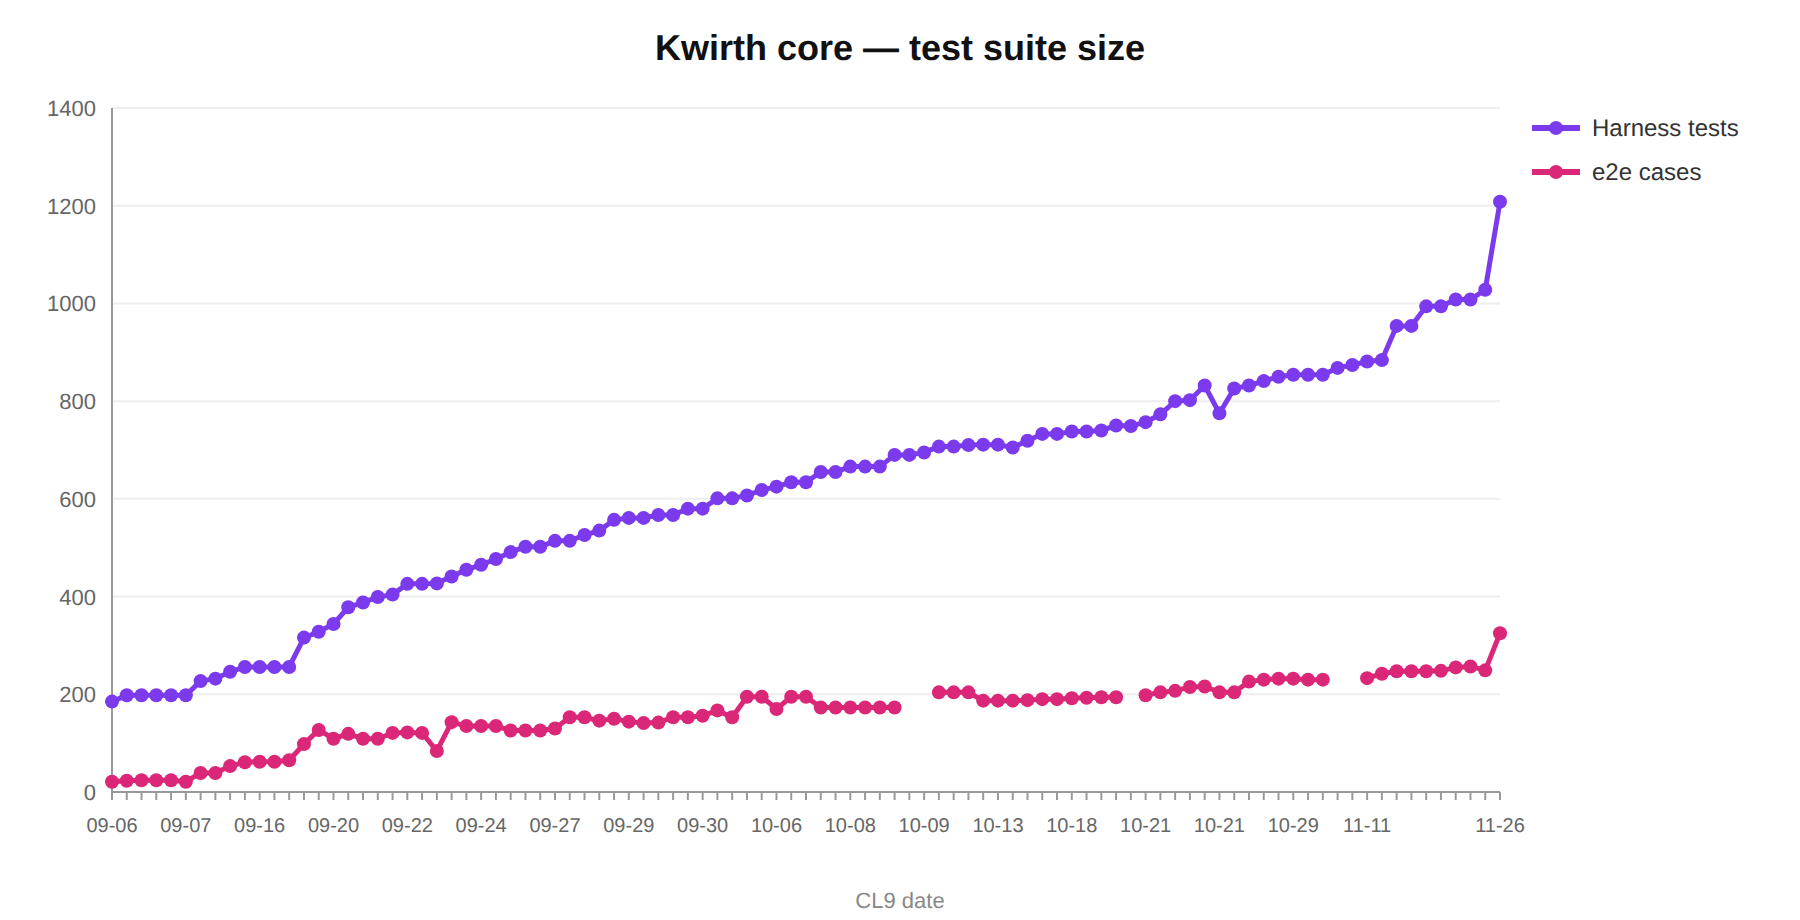 Kwirth core — test suite size
1400
1200
1000
800
600
400
200
0
Harness tests
e2e cases
09-06 09-07 09-16 09-20 09-22 09-24 09-27 09-29 09-30 10-06 10-08 10-09 10-13 10-18 10-21 10-21 10-29 11-11 11-26
CL9 date